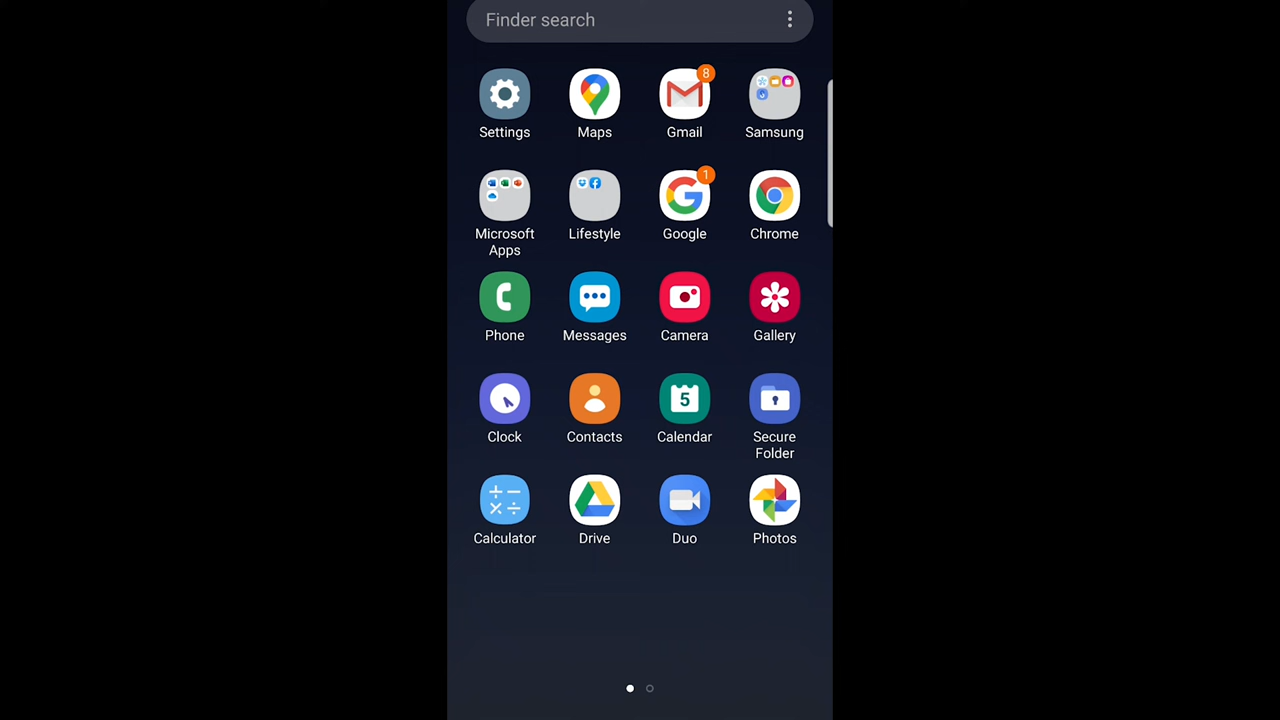 Finder search
8
Settings
Maps
Gmail
Samsung
1
Microsoft
Apps
Lifestyle
Google
Chrome
Phone
Messages
Camera
Gallery
5
Clock
Contacts
Calendar
Secure
Folder
Calculator
Drive
Duo
Photos